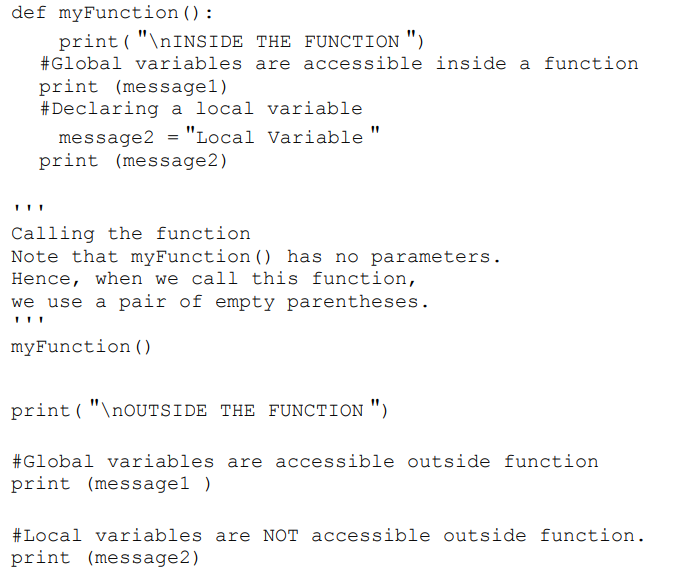 def myFunction():
print("\nINSIDE THE FUNCTION")
#Global variables are accessible inside a function
print (message1)
#Declaring a local variable
message2 = "Local Variable"
print (message2)
'''
Calling the function
Note that myFunction() has no parameters.
Hence, when we call this function,
we use a pair of empty parentheses.
'''
myFunction()
print("\nOUTSIDE THE FUNCTION")
#Global variables are accessible outside function
print (message1 )
#Local variables are NOT accessible outside function.
print (message2)